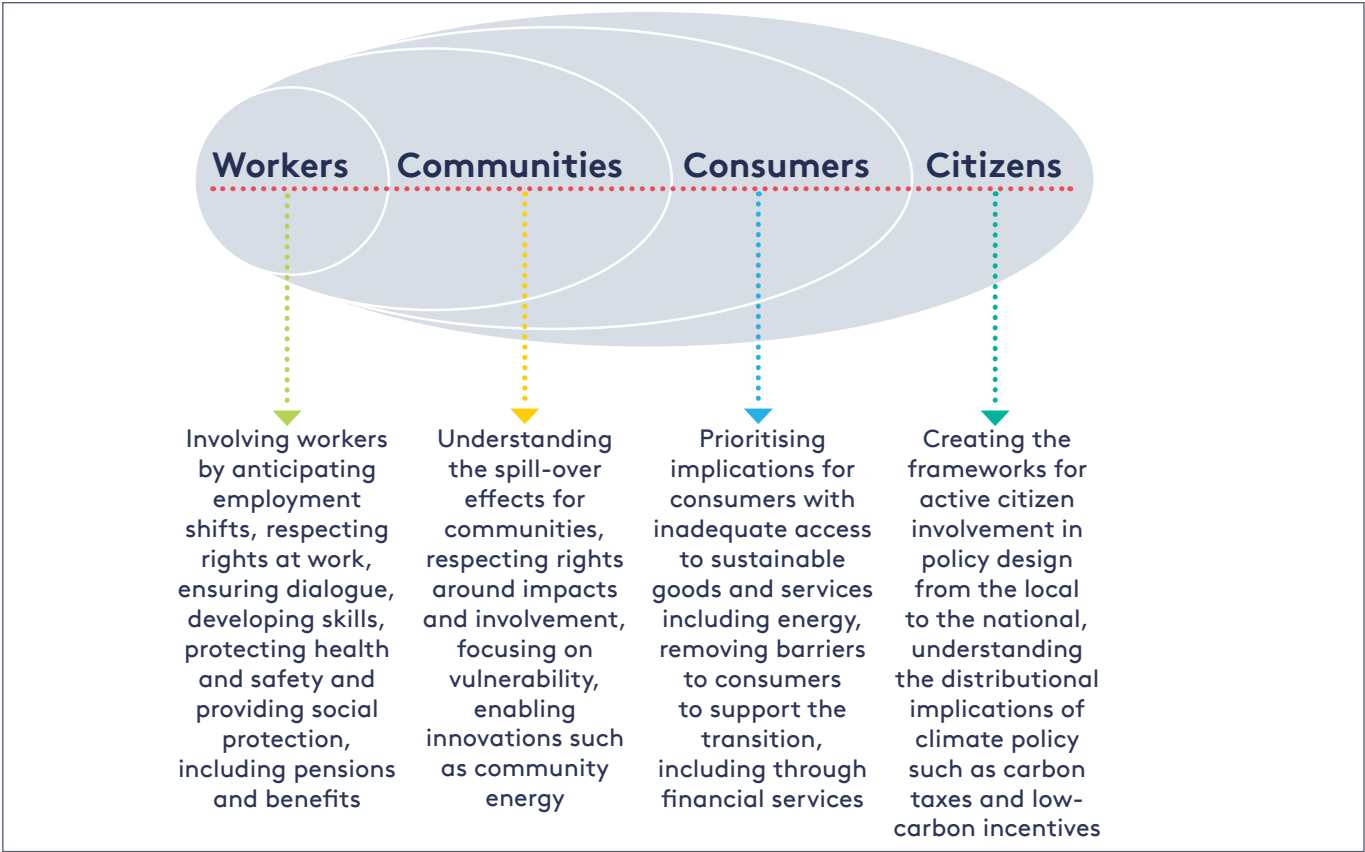 Workers
Communities
Consumers
Citizens
Involving workers
by anticipating
employment
shifts, respecting
rights at work,
ensuring dialogue,
developing skills,
protecting health
and safety and
providing social
protection,
including pensions
and benefits
Understanding
the spill-over
effects for
communities,
respecting rights
around impacts
and involvement,
focusing on
vulnerability,
enabling
innovations such
as community
energy
Prioritising
implications for
consumers with
inadequate access
to sustainable
goods and services
including energy,
removing barriers
to consumers
to support the
transition,
including through
financial services
Creating the
frameworks for
active citizen
involvement in
policy design
from the local
to the national,
understanding
the distributional
implications of
climate policy
such as carbon
taxes and low-
carbon incentives